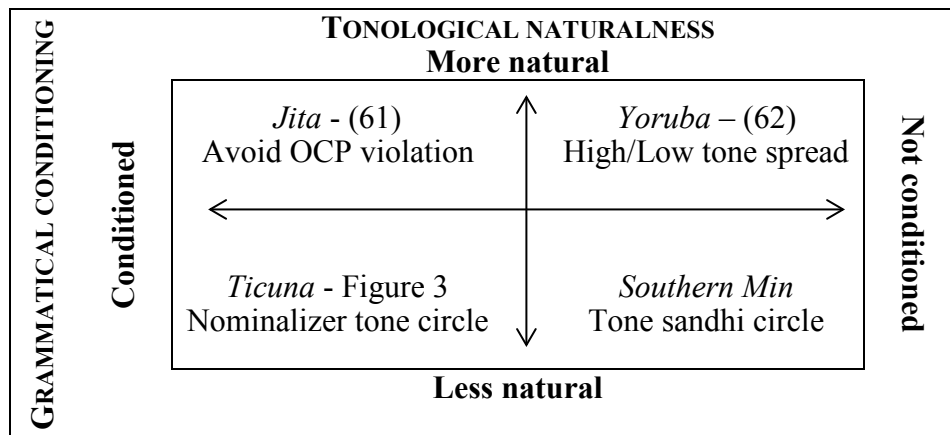 TONOLOGICAL NATURALNESS
More natural
GRAMMATICAL CONDITIONING
Conditioned
Jita - (61)
Avoid OCP violation
Yoruba – (62)
High/Low tone spread
Not conditioned
Ticuna - Figure 3
Nominalizer tone circle
Southern Min
Tone sandhi circle
Less natural